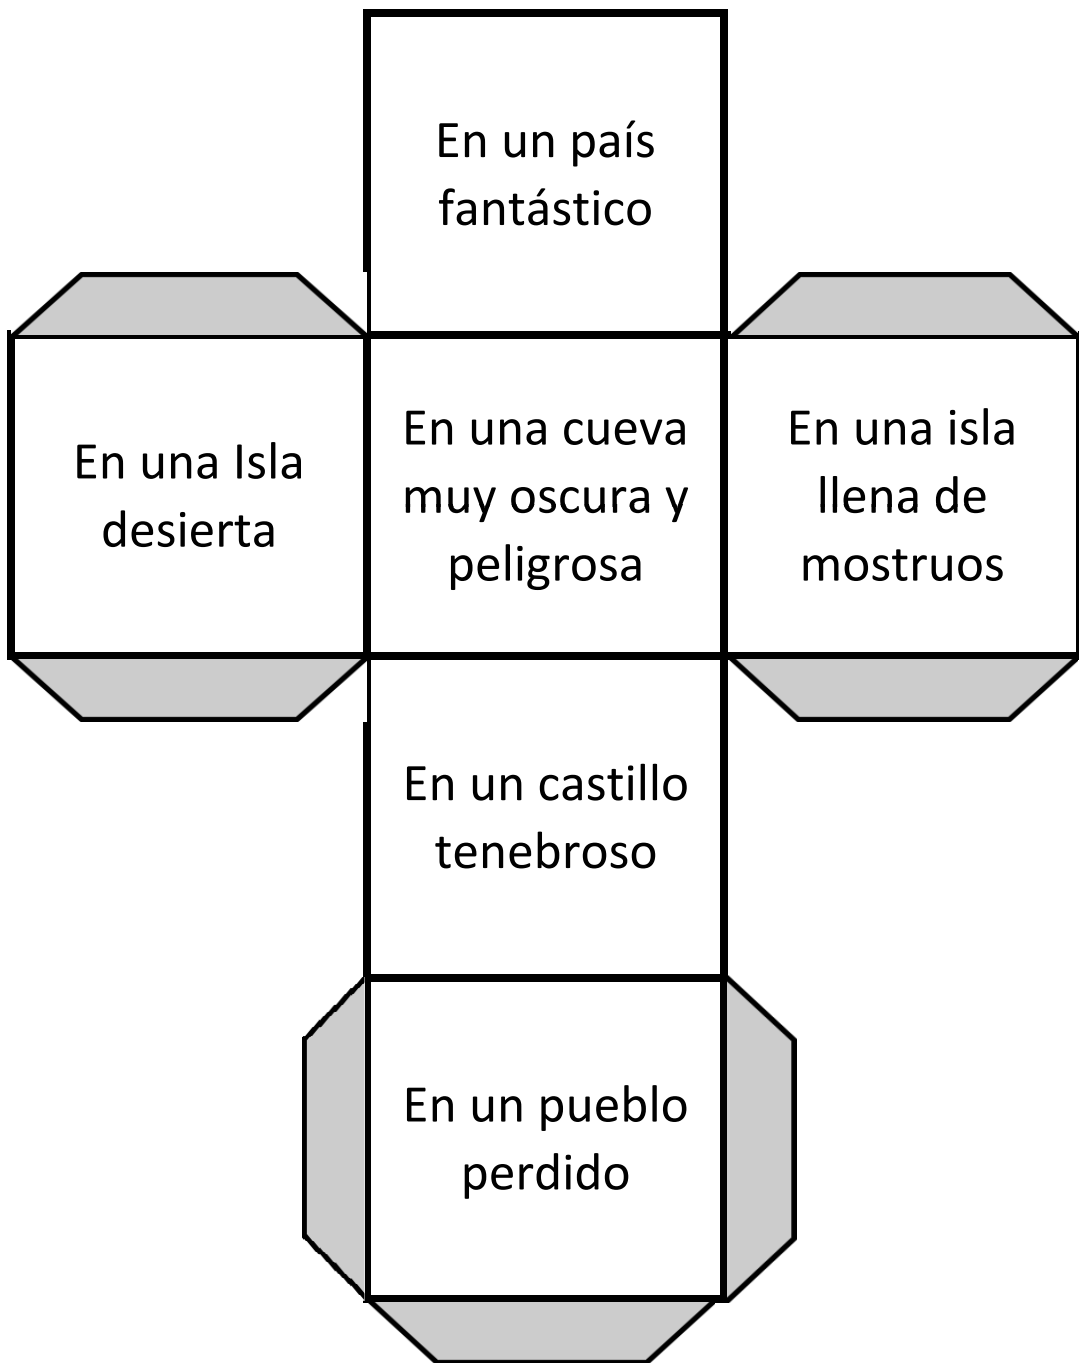 En un país
fantástico
En una Isla
desierta
En una cueva
muy oscura y
peligrosa
En una isla
llena de
mostruos
En un castillo
tenebroso
En un pueblo
perdido